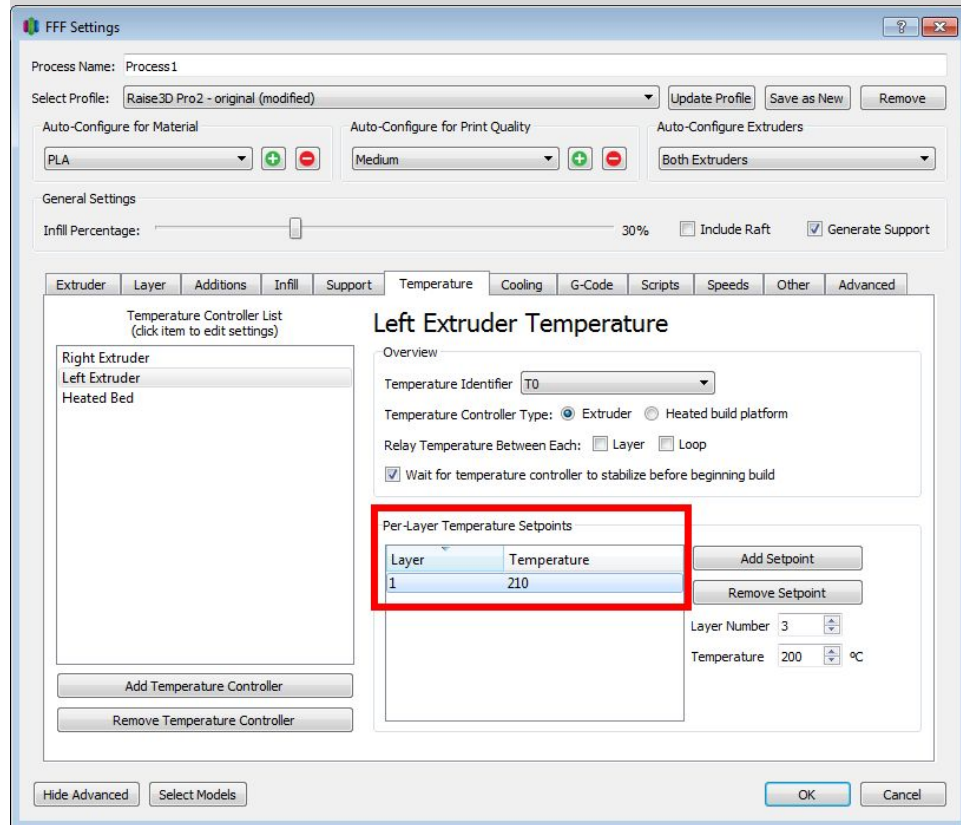 FFF Settings
Process Name: Process1
Select Profile: Raise3D Pro2 - original (modified) Update Profile Save as New Remove
Auto-Configure for Material Auto-Configure for Print Quality Auto-Configure Extruders
PLA Medium Both Extruders
General Settings
Infill Percentage: 30% Include Raft Generate Support
Extruder Layer Additions Infill Support Temperature Cooling G-Code Scripts Speeds Other Advanced
Temperature Controller List
(click item to edit settings)
Right Extruder
Left Extruder
Heated Bed
Add Temperature Controller
Remove Temperature Controller
Left Extruder Temperature
Overview
Temperature Identifier T0
Temperature Controller Type: Extruder Heated build platform
Relay Temperature Between Each: Layer Loop
Wait for temperature controller to stabilize before beginning build
Per-Layer Temperature Setpoints
Layer Temperature
1 210
Add Setpoint
Remove Setpoint
Layer Number 3
Temperature 200 ºC
Hide Advanced Select Models OK Cancel